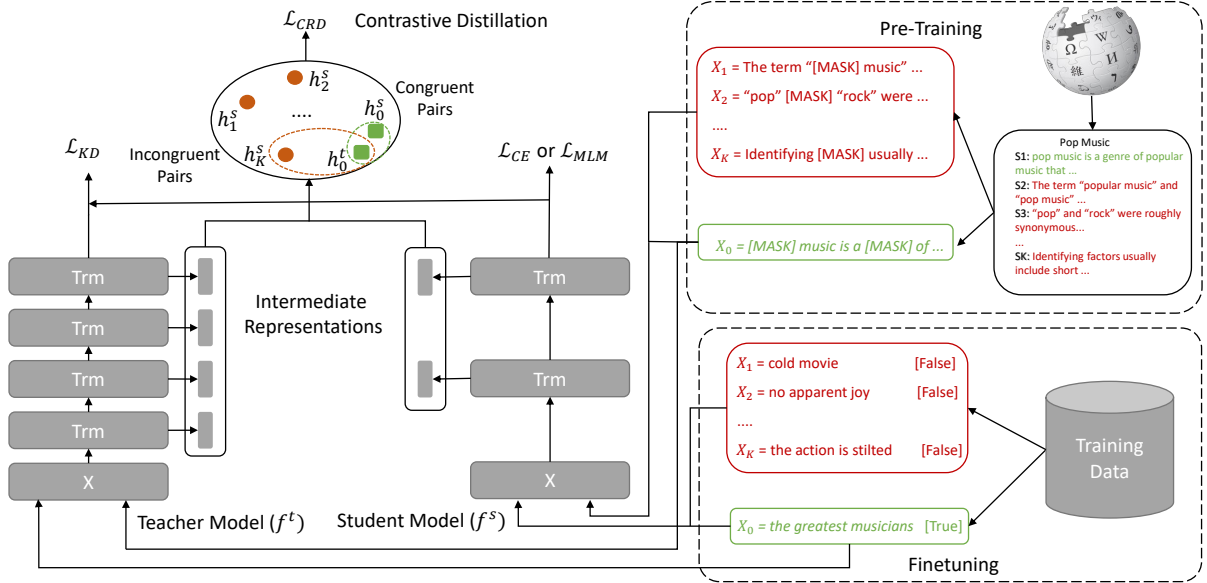 ℒ_CRD
Contrastive Distillation
h_2^s
h_1^s
....
Congruent
Pairs
h_0^s
h_K^s
h_0^t
ℒ_KD
Incongruent
Pairs
ℒ_CE or ℒ_MLM
Trm
Trm
Trm
Trm
X
Intermediate
Representations
Trm
Trm
X
Teacher Model (f^t)
Student Model (f^s)
Pre-Training
X_1 = The term “[MASK] music” ...
X_2 = “pop” [MASK] “rock” were ...
....
X_K = Identifying [MASK] usually ...
X_0 = [MASK] music is a [MASK] of ...
Ω
W
И
維
Pop Music
S1: pop music is a genre of popular
music that ...
S2: The term “popular music” and
“pop music” ...
S3: “pop” and “rock” were roughly
synonymous...
...
SK: Identifying factors usually
include short ...
X_1 = cold movie [False]
X_2 = no apparent joy [False]
....
X_K = the action is stilted [False]
X_0 = the greatest musicians [True]
Training
Data
Finetuning